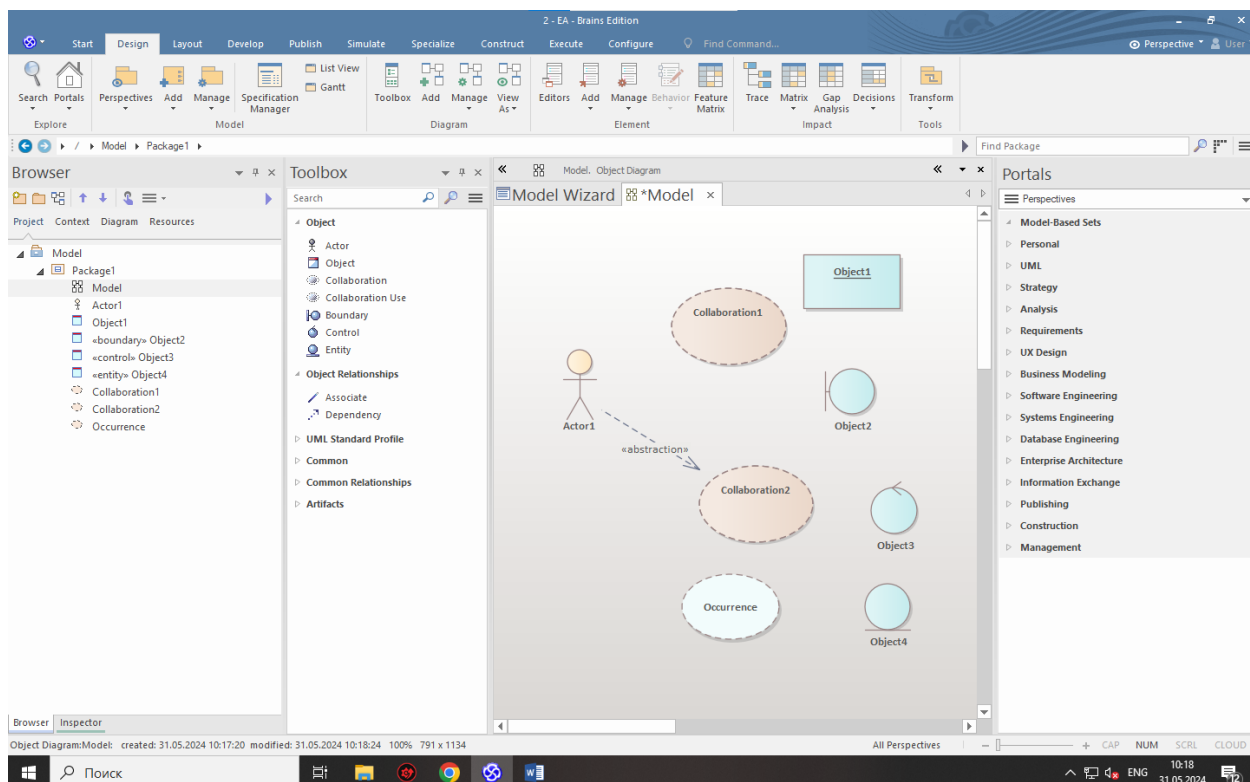 2 - EA - Brains Edition
Start Design Layout Develop Publish Simulate Specialize Construct Execute Configure Find Command... Perspective User
Search Portals Perspectives Add Manage Specification Manager List View Gantt Toolbox Add Manage View As Editors Add Manage Behavior Feature Matrix Trace Matrix Gap Analysis Decisions Transform
Explore Model Diagram Element Impact Tools
/ Model Package1 Find Package
Browser
Project Context Diagram Resources
Model
Package1
Model
Actor1
Object1
«boundary» Object2
«control» Object3
«entity» Object4
Collaboration1
Collaboration2
Occurrence
Browser Inspector
Toolbox
Search
Object
Actor
Object
Collaboration
Collaboration Use
Boundary
Control
Entity
Object Relationships
Associate
Dependency
UML Standard Profile
Common
Common Relationships
Artifacts
Model. Object Diagram
Model Wizard *Model
Object1
Collaboration1
Actor1
Object2
«abstraction»
Collaboration2
Object3
Occurrence
Object4
Portals
Perspectives
Model-Based Sets
Personal
UML
Strategy
Analysis
Requirements
UX Design
Business Modeling
Software Engineering
Systems Engineering
Database Engineering
Enterprise Architecture
Information Exchange
Publishing
Construction
Management
Object Diagram:Model: created: 31.05.2024 10:17:20 modified: 31.05.2024 10:18:24 100% 791 x 1134 All Perspectives CAP NUM SCRL CLOUD
Поиск ENG 10:18
31.05.2024 12